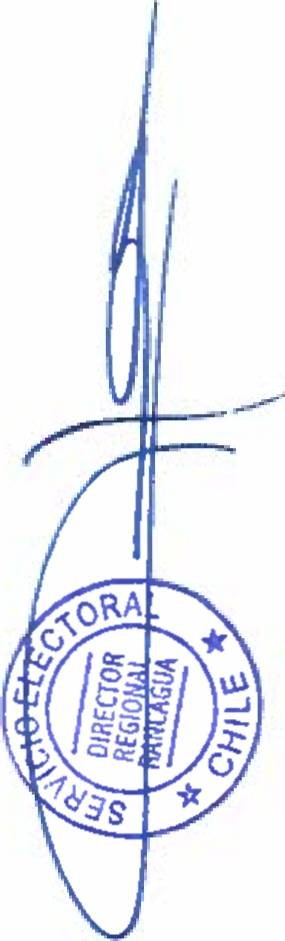 SERVICIO ELECTORAL
DIRECTOR
REGIONAL
RANCAGUA
★ CHILE ★